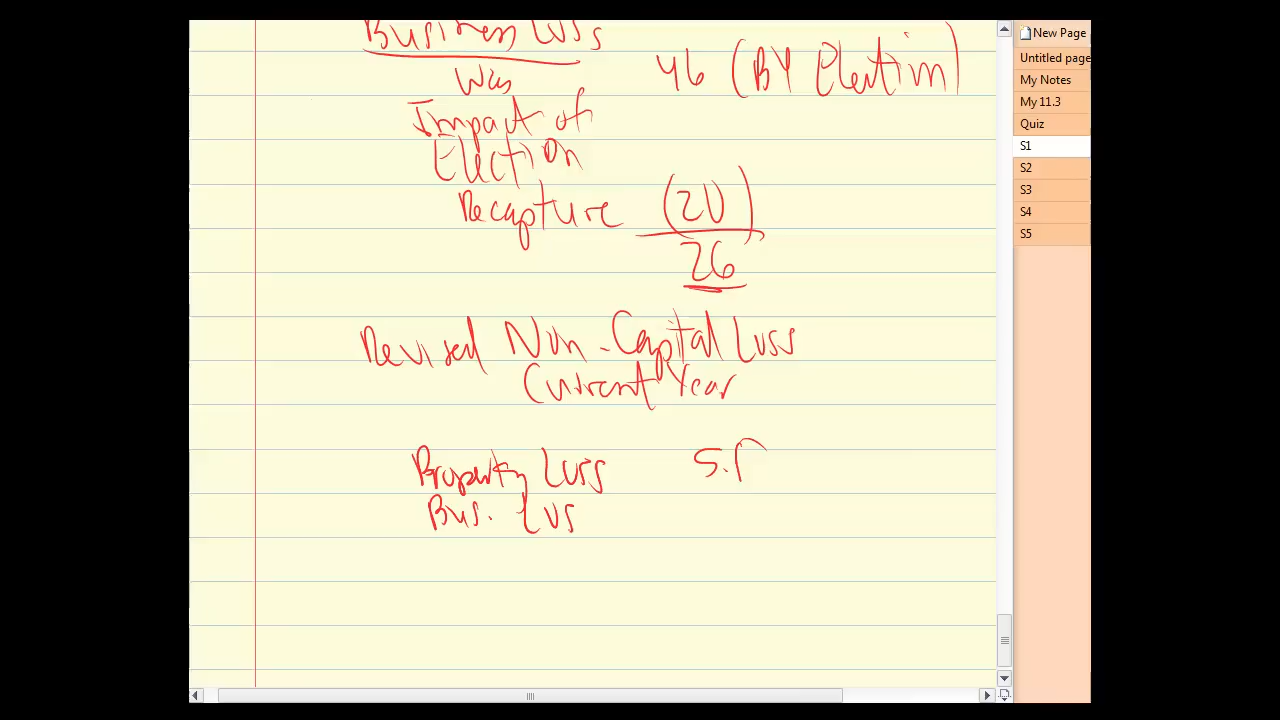 Business Loss
Was 46 (BY Election)
Impact of
Election
Recapture (20)
26
Revised Non-Capital Loss
Current Year
Property Loss
Bus. Los
New Page
Untitled page
My Notes
My 11.3
Quiz
S1
S2
S3
S4
S5